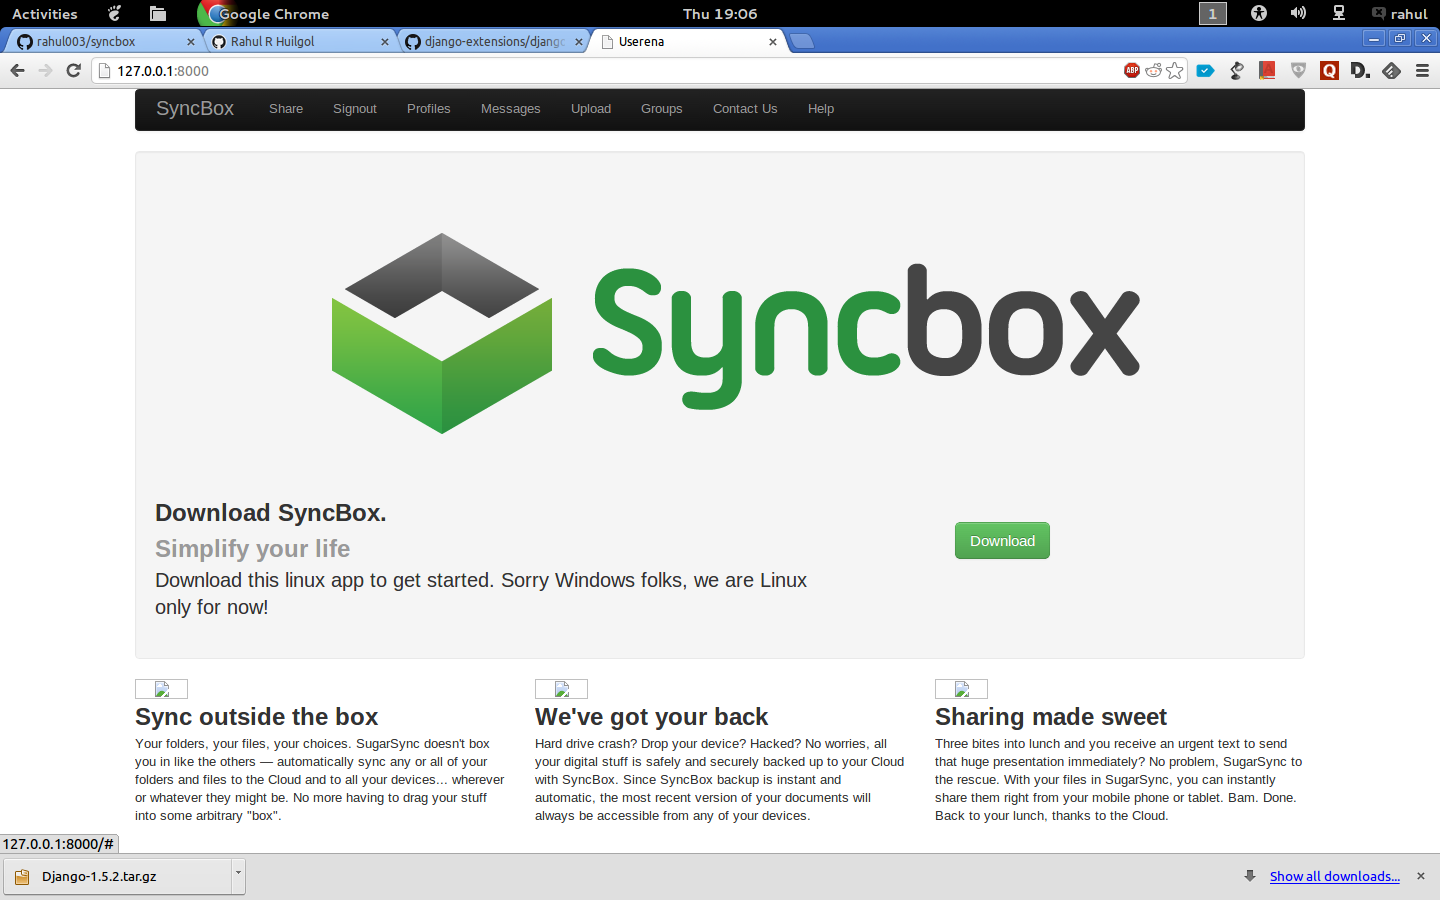 Activities
Google Chrome
Thu 19:06
1
rahul
rahul003/syncbox
Rahul R Huilgol
django-extensions/djang
Userena
127.0.0.1:8000
ABP
Q
D.
SyncBox Share Signout Profiles Messages Upload Groups Contact Us Help
Syncbox
Download SyncBox.
Simplify your life
Download this linux app to get started. Sorry Windows folks, we are Linux
only for now!
Download
Sync outside the box
Your folders, your files, your choices. SugarSync doesn't box
you in like the others — automatically sync any or all of your
folders and files to the Cloud and to all your devices... wherever
or whatever they might be. No more having to drag your stuff
into some arbitrary "box".
We've got your back
Hard drive crash? Drop your device? Hacked? No worries, all
your digital stuff is safely and securely backed up to your Cloud
with SyncBox. Since SyncBox backup is instant and
automatic, the most recent version of your documents will
always be accessible from any of your devices.
Sharing made sweet
Three bites into lunch and you receive an urgent text to send
that huge presentation immediately? No problem, SugarSync to
the rescue. With your files in SugarSync, you can instantly
share them right from your mobile phone or tablet. Bam. Done.
Back to your lunch, thanks to the Cloud.
127.0.0.1:8000/#
Django-1.5.2.tar.gz
Show all downloads...